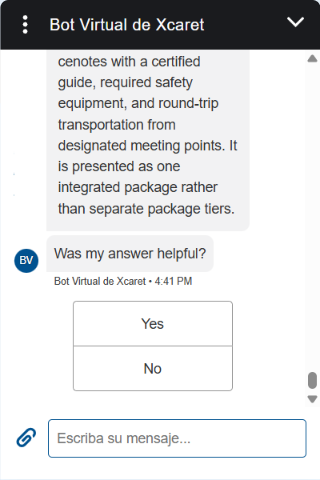 Bot Virtual de Xcaret
cenotes with a certified
guide, required safety
equipment, and round-trip
transportation from
designated meeting points. It
is presented as one
integrated package rather
than separate package tiers.
Was my answer helpful?
BV
Bot Virtual de Xcaret • 4:41 PM
Yes
No
Escriba su mensaje...